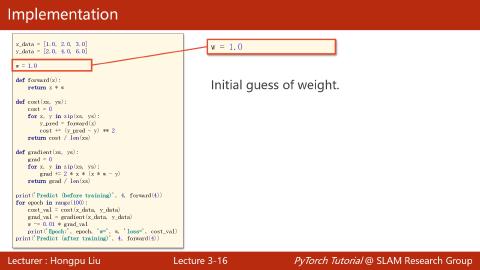 Implementation
x_data = [1.0, 2.0, 3.0]
y_data = [2.0, 4.0, 6.0]
w = 1.0
def forward(x):
return x * w
def cost(xs, ys):
cost = 0
for x, y in zip(xs, ys):
y_pred = forward(x)
cost += (y_pred - y) ** 2
return cost / len(xs)
def gradient(xs, ys):
grad = 0
for x, y in zip(xs, ys):
grad += 2 * x * (x * w - y)
return grad / len(xs)
print('Predict (before training)', 4, forward(4))
for epoch in range(100):
cost_val = cost(x_data, y_data)
grad_val = gradient(x_data, y_data)
w -= 0.01 * grad_val
print('Epoch:', epoch, 'w=', w, 'loss=', cost_val)
print('Predict (after training)', 4, forward(4))
w = 1.0
Initial guess of weight.
Lecturer : Hongpu Liu
Lecture 3-16
PyTorch Tutorial @ SLAM Research Group